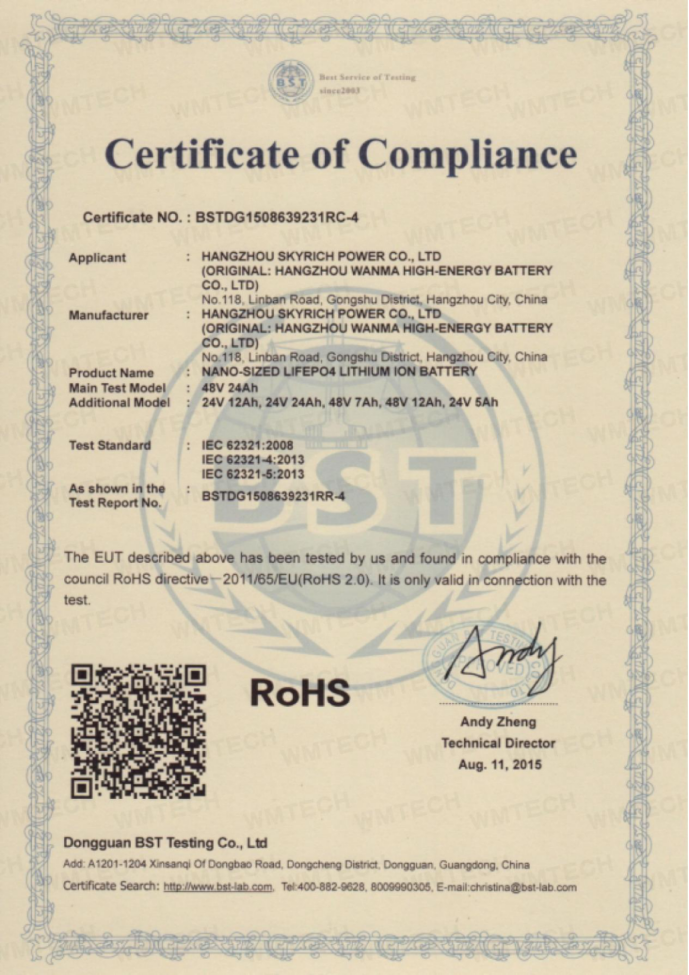 BST
Best Service of Testing
since2003
Certificate of Compliance
Certificate NO. : BSTDG1508639231RC-4
Applicant : HANGZHOU SKYRICH POWER CO., LTD
(ORIGINAL: HANGZHOU WANMA HIGH-ENERGY BATTERY
CO., LTD)
No.118, Linban Road, Gongshu District, Hangzhou City, China
Manufacturer : HANGZHOU SKYRICH POWER CO., LTD
(ORIGINAL: HANGZHOU WANMA HIGH-ENERGY BATTERY
CO., LTD)
No.118, Linban Road, Gongshu District, Hangzhou City, China
Product Name : NANO-SIZED LIFEPO4 LITHIUM ION BATTERY
Main Test Model : 48V 24Ah
Additional Model : 24V 12Ah, 24V 24Ah, 48V 7Ah, 48V 12Ah, 24V 5Ah
Test Standard : IEC 62321:2008
IEC 62321-4:2013
IEC 62321-5:2013
As shown in the : BSTDG1508639231RR-4
Test Report No.
BST
The EUT described above has been tested by us and found in compliance with the
council RoHS directive－2011/65/EU(RoHS 2.0). It is only valid in connection with the
test.
RoHS
Andy
Andy Zheng
Technical Director
Aug. 11, 2015
WMTECH
Dongguan BST Testing Co., Ltd
Add: A1201-1204 Xinsanqi Of Dongbao Road, Dongcheng District, Dongguan, Guangdong, China
Certificate Search: http://www.bst-lab.com, Tel:400-882-9628, 8009990305, E-mail:christina@bst-lab.com